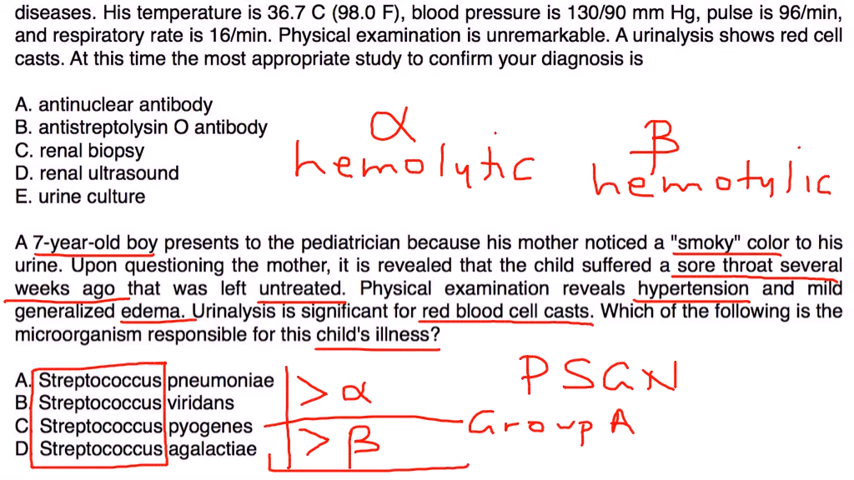 diseases. His temperature is 36.7 C (98.0 F), blood pressure is 130/90 mm Hg, pulse is 96/min,
and respiratory rate is 16/min. Physical examination is unremarkable. A urinalysis shows red cell
casts. At this time the most appropriate study to confirm your diagnosis is
A. antinuclear antibody
B. antistreptolysin O antibody
C. renal biopsy
D. renal ultrasound
E. urine culture
α
hemolytic
β
hemotylic
A 7-year-old boy presents to the pediatrician because his mother noticed a "smoky" color to his
urine. Upon questioning the mother, it is revealed that the child suffered a sore throat several
weeks ago that was left untreated. Physical examination reveals hypertension and mild
generalized edema. Urinalysis is significant for red blood cell casts. Which of the following is the
microorganism responsible for this child's illness?
A. Streptococcus pneumoniae
B. Streptococcus viridans
C. Streptococcus pyogenes
D. Streptococcus agalactiae
> α
> β
PSGN
Group A